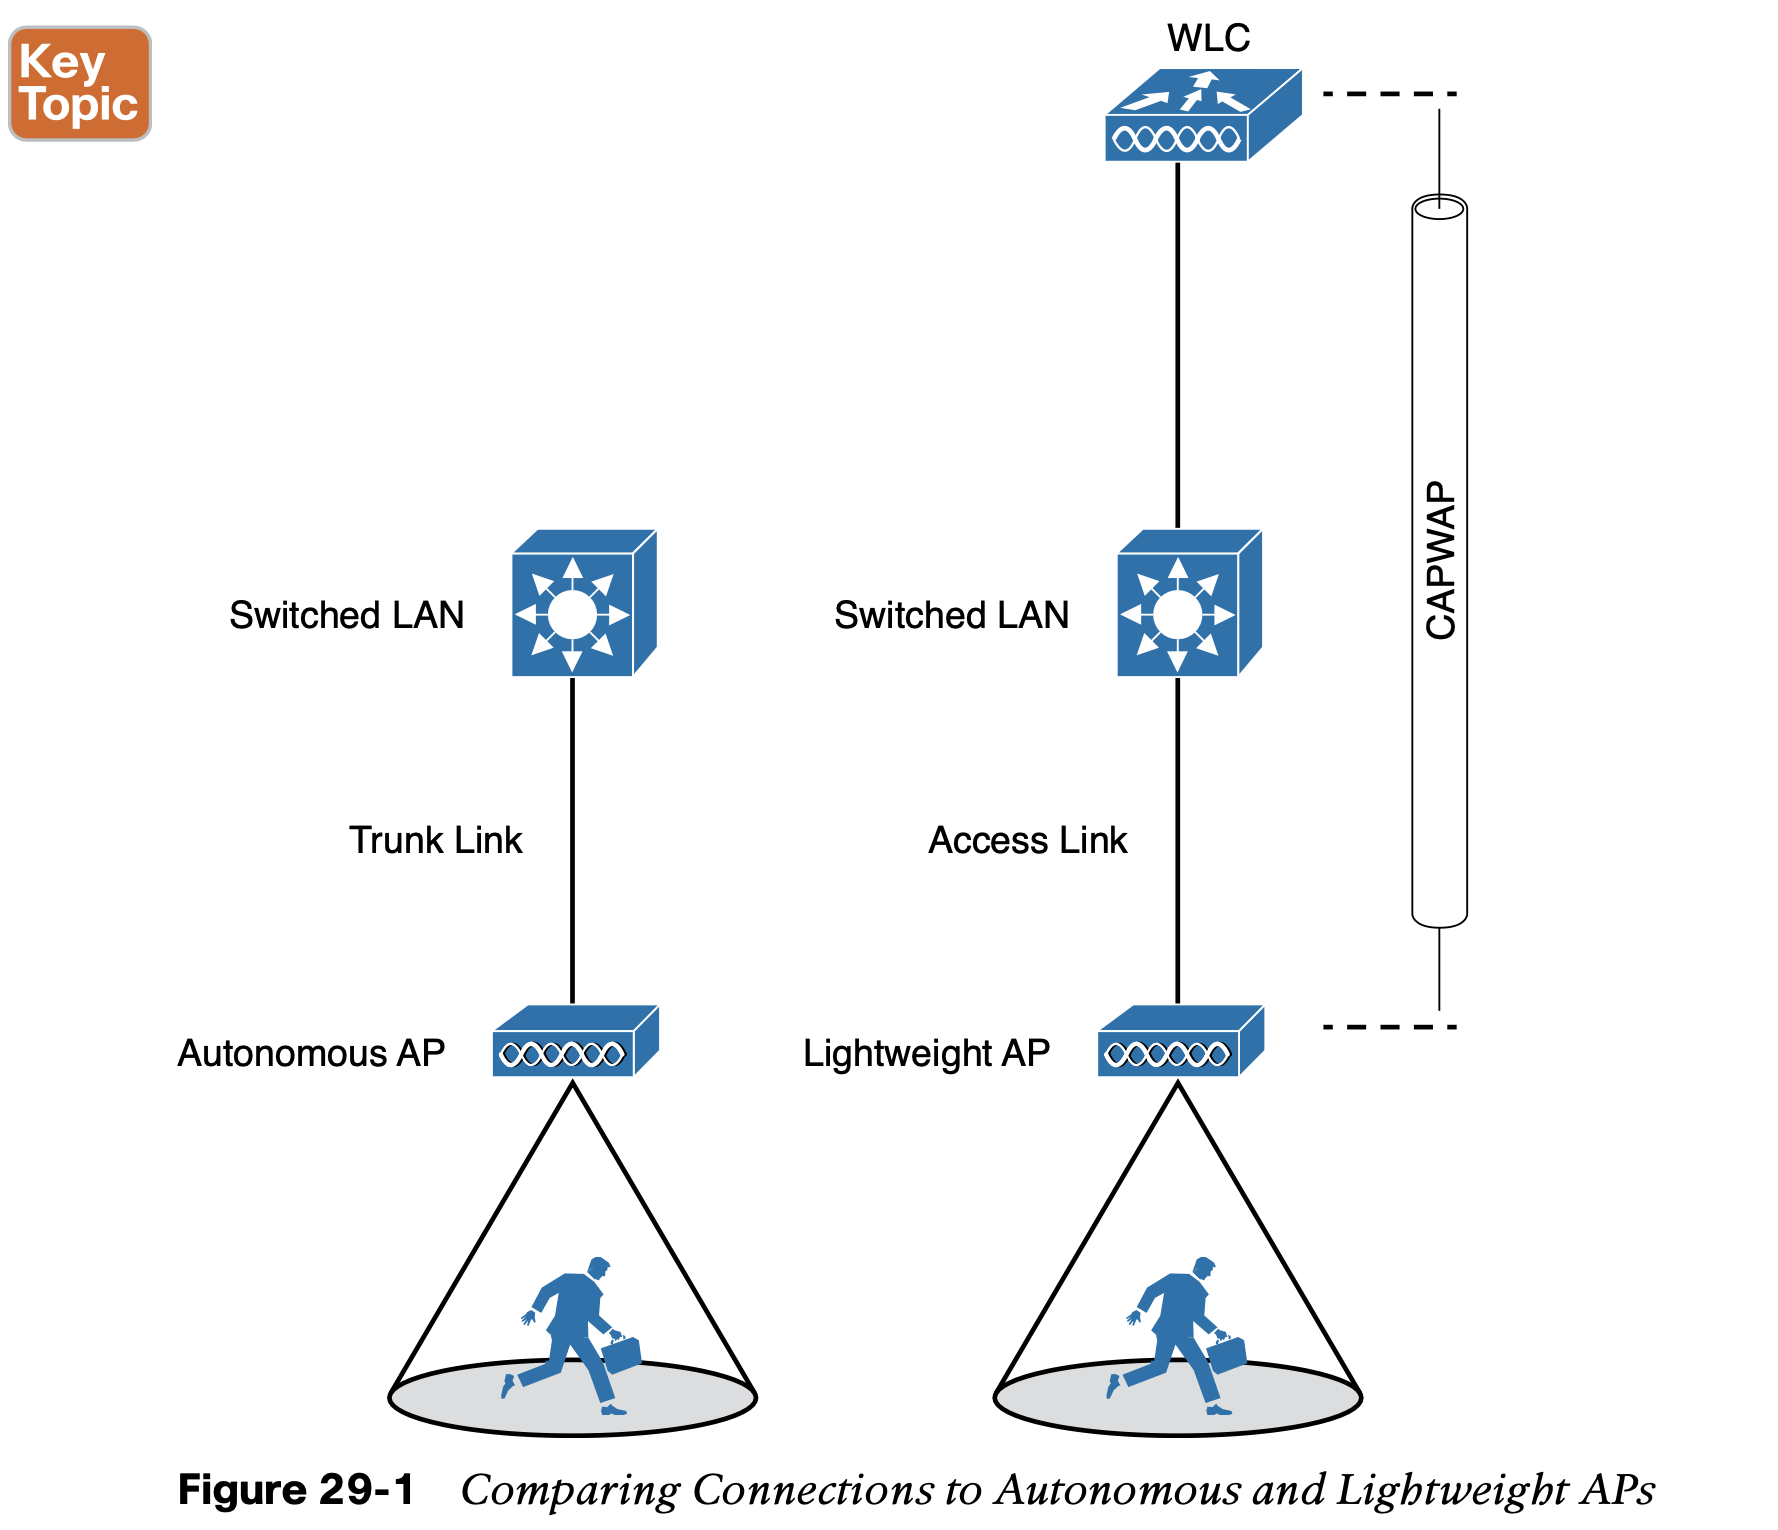 Key
Topic
WLC
CAPWAP
Switched LAN
Switched LAN
Trunk Link
Access Link
Autonomous AP
Lightweight AP
Figure 29-1 Comparing Connections to Autonomous and Lightweight APs